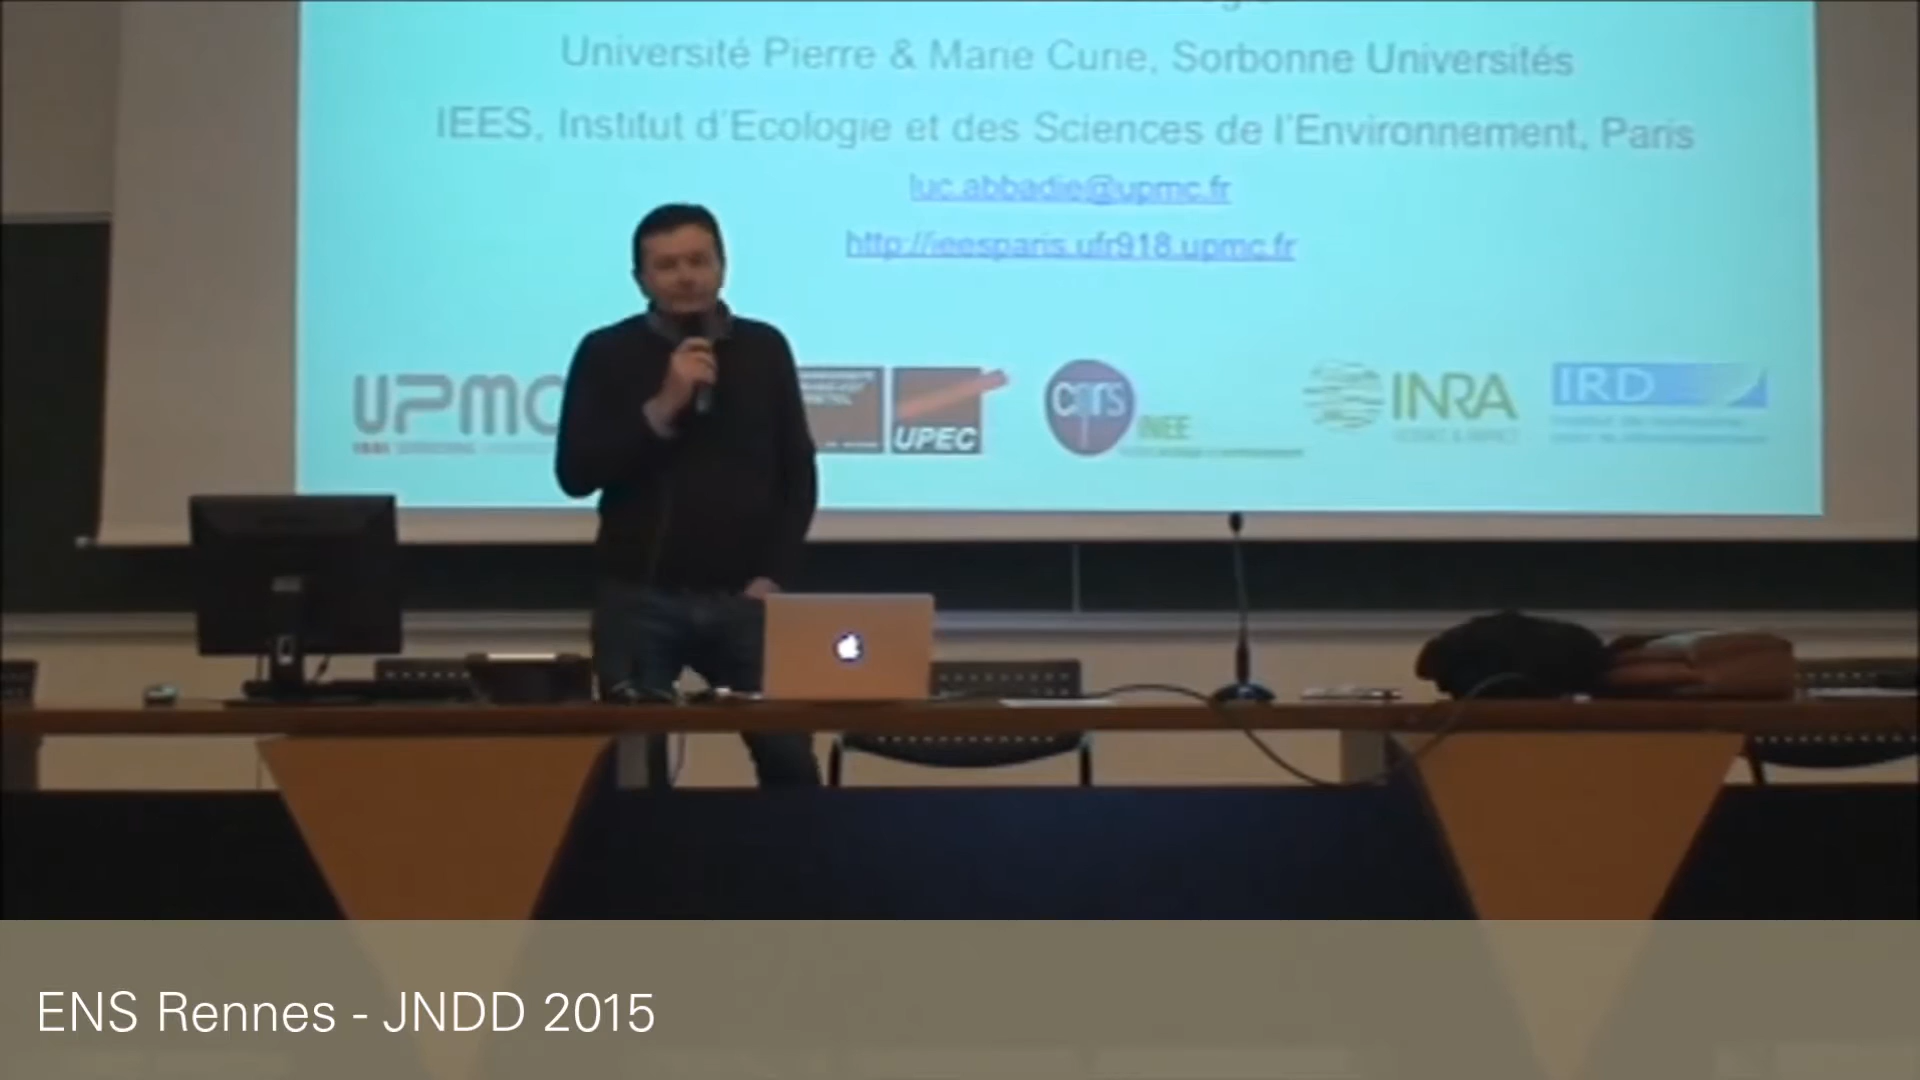 Université Pierre & Marie Curie, Sorbonne Universités
IEES, Institut d'Ecologie et des Sciences de l'Environnement, Paris
luc.abbadie@upmc.fr
http://ieesparis.ufr918.upmc.fr
UPMC
UPEC
cnrs
INEE
INRA
IRD
ENS Rennes - JNDD 2015